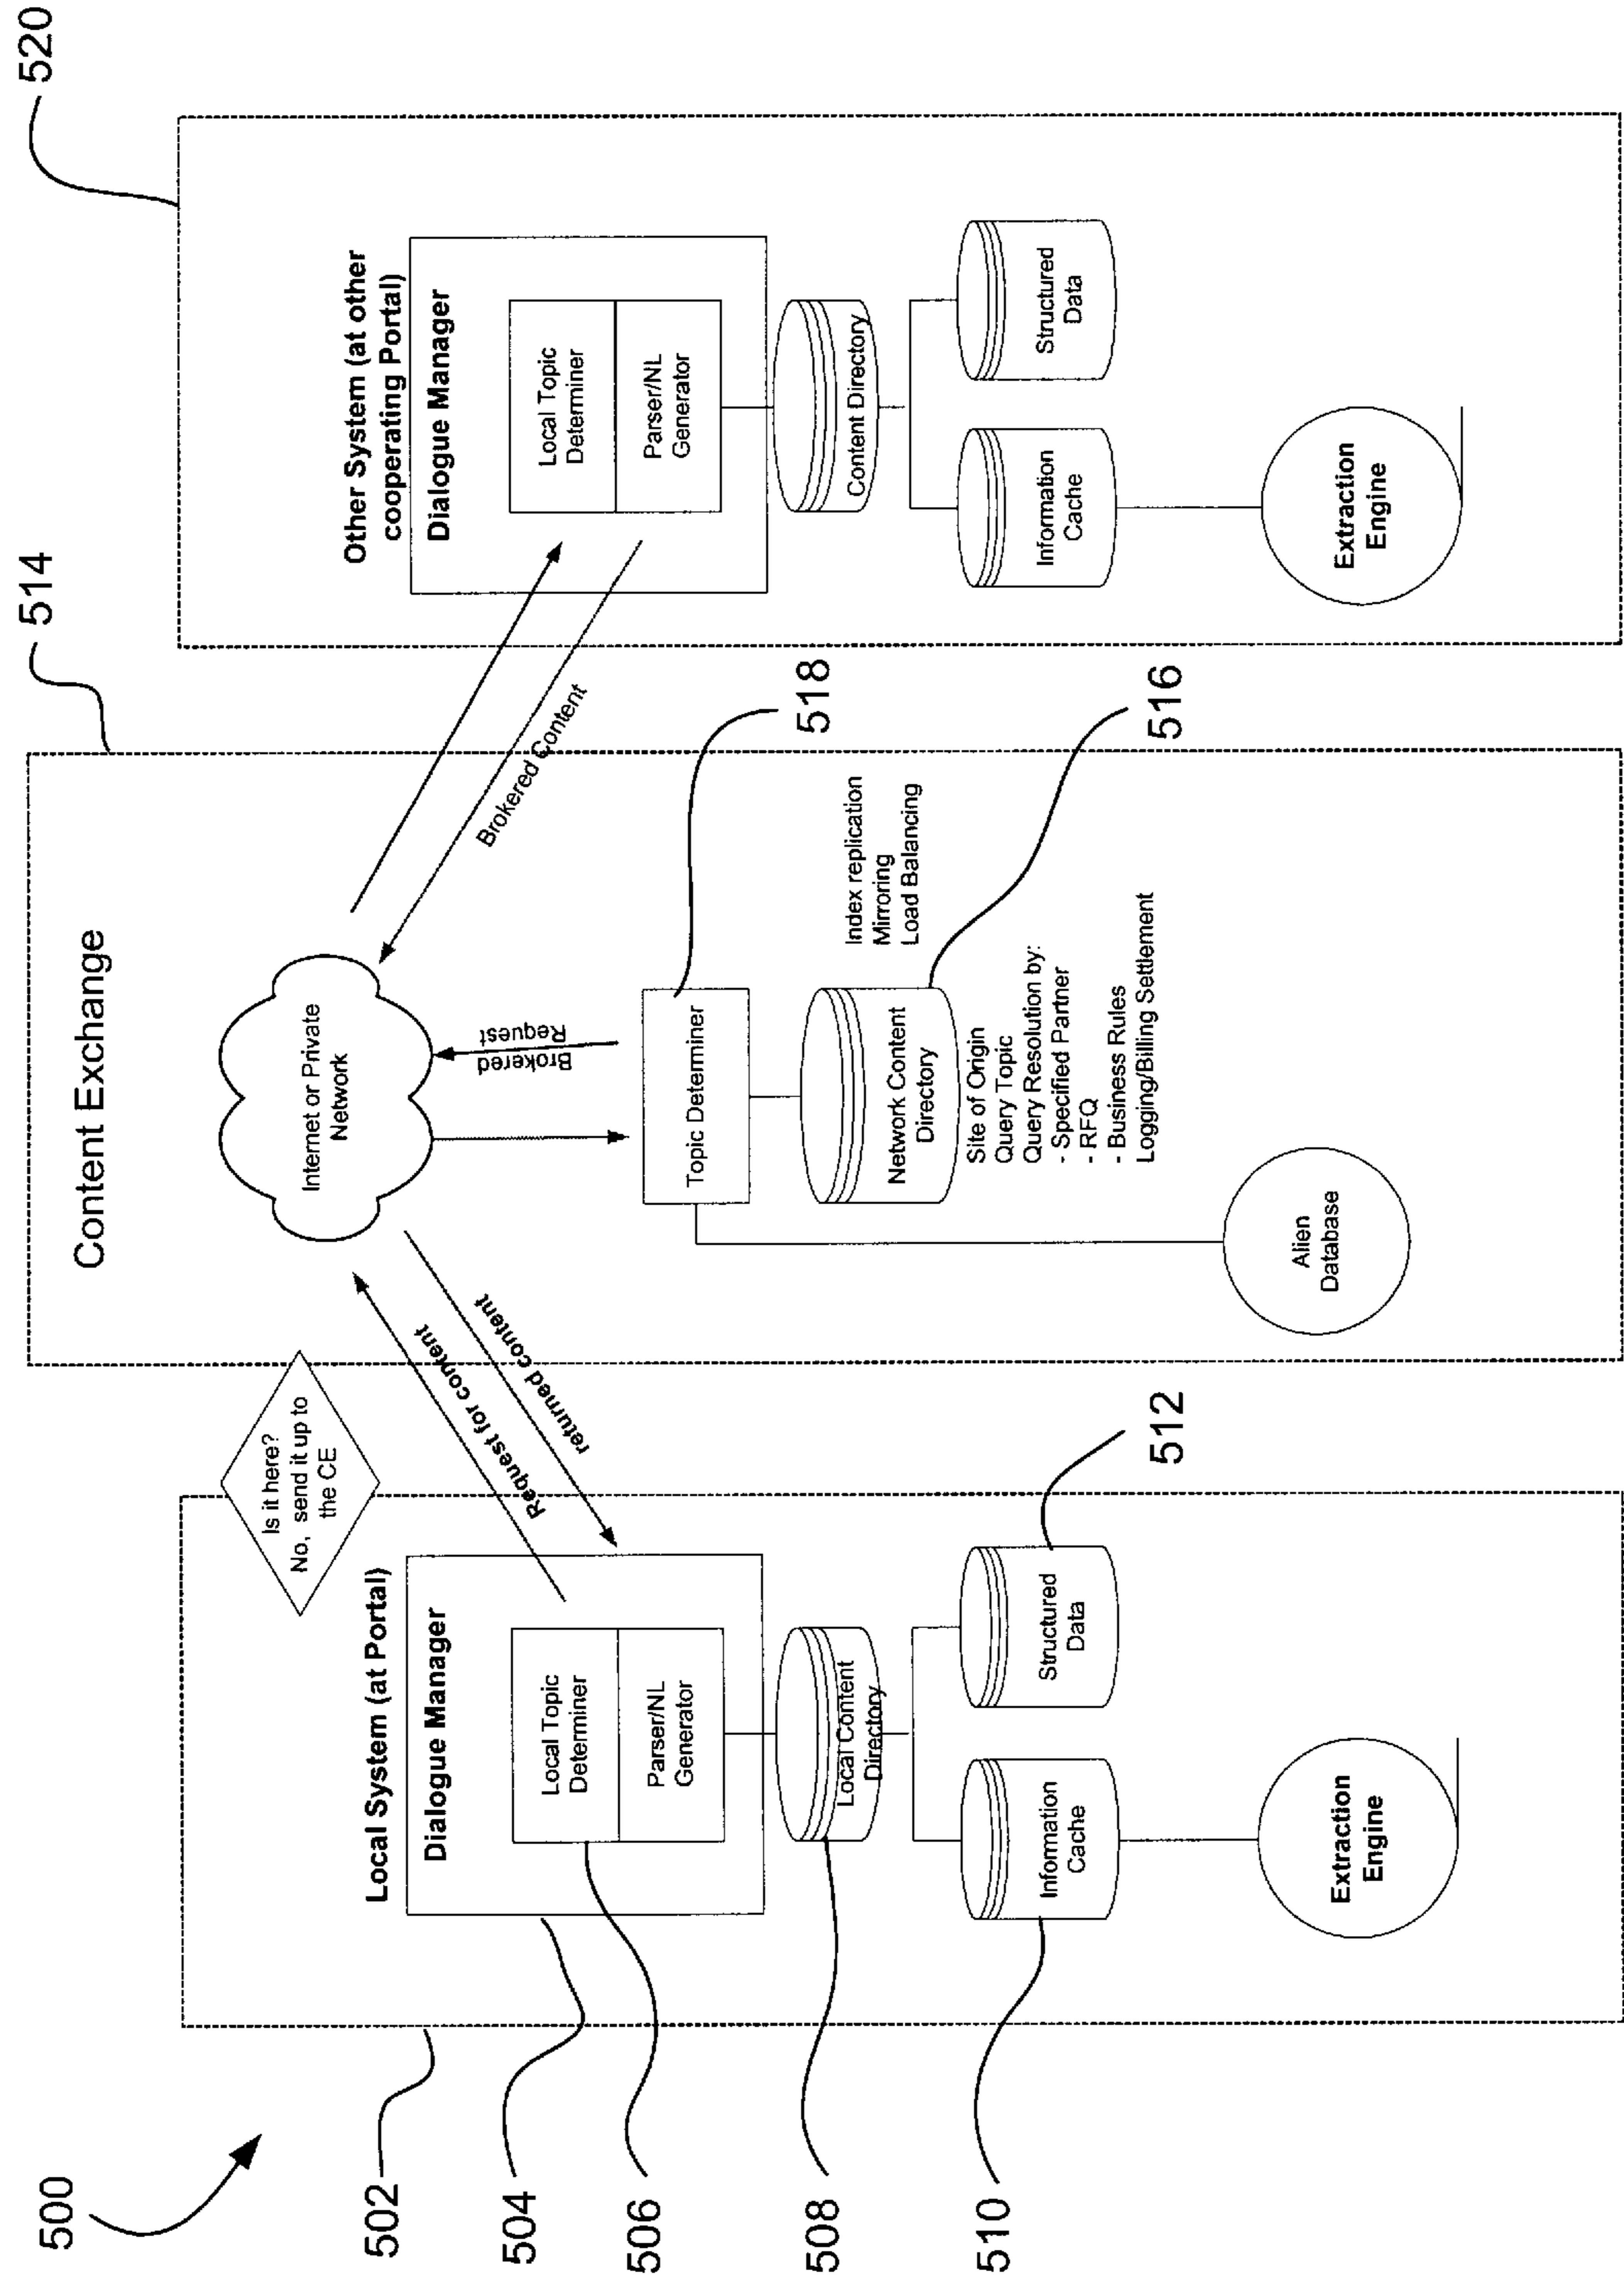 500
502
504
506
508
510
Local System (at Portal)
Dialogue Manager
Local Topic
Determiner
Parser/NL
Generator
Local Content
Directory
Information
Cache
Structured
Data
512
Extraction
Engine
Is it here?
No, send it up to
the CE
Request for content
returned content
514
Content Exchange
Internet or Private
Network
Brokered
Request
Topic Determiner
518
Network Content
Directory
516
Index replication
Mirroring
Load Balancing
Site of Origin
Query Topic
Query Resolution by:
- Specified Partner
- RFQ
- Business Rules
Logging/Billing Settlement
Alien
Database
Brokered Content
520
Other System (at other
cooperating Portal)
Dialogue Manager
Local Topic
Determiner
Parser/NL
Generator
Content Directory
Information
Cache
Structured
Data
Extraction
Engine